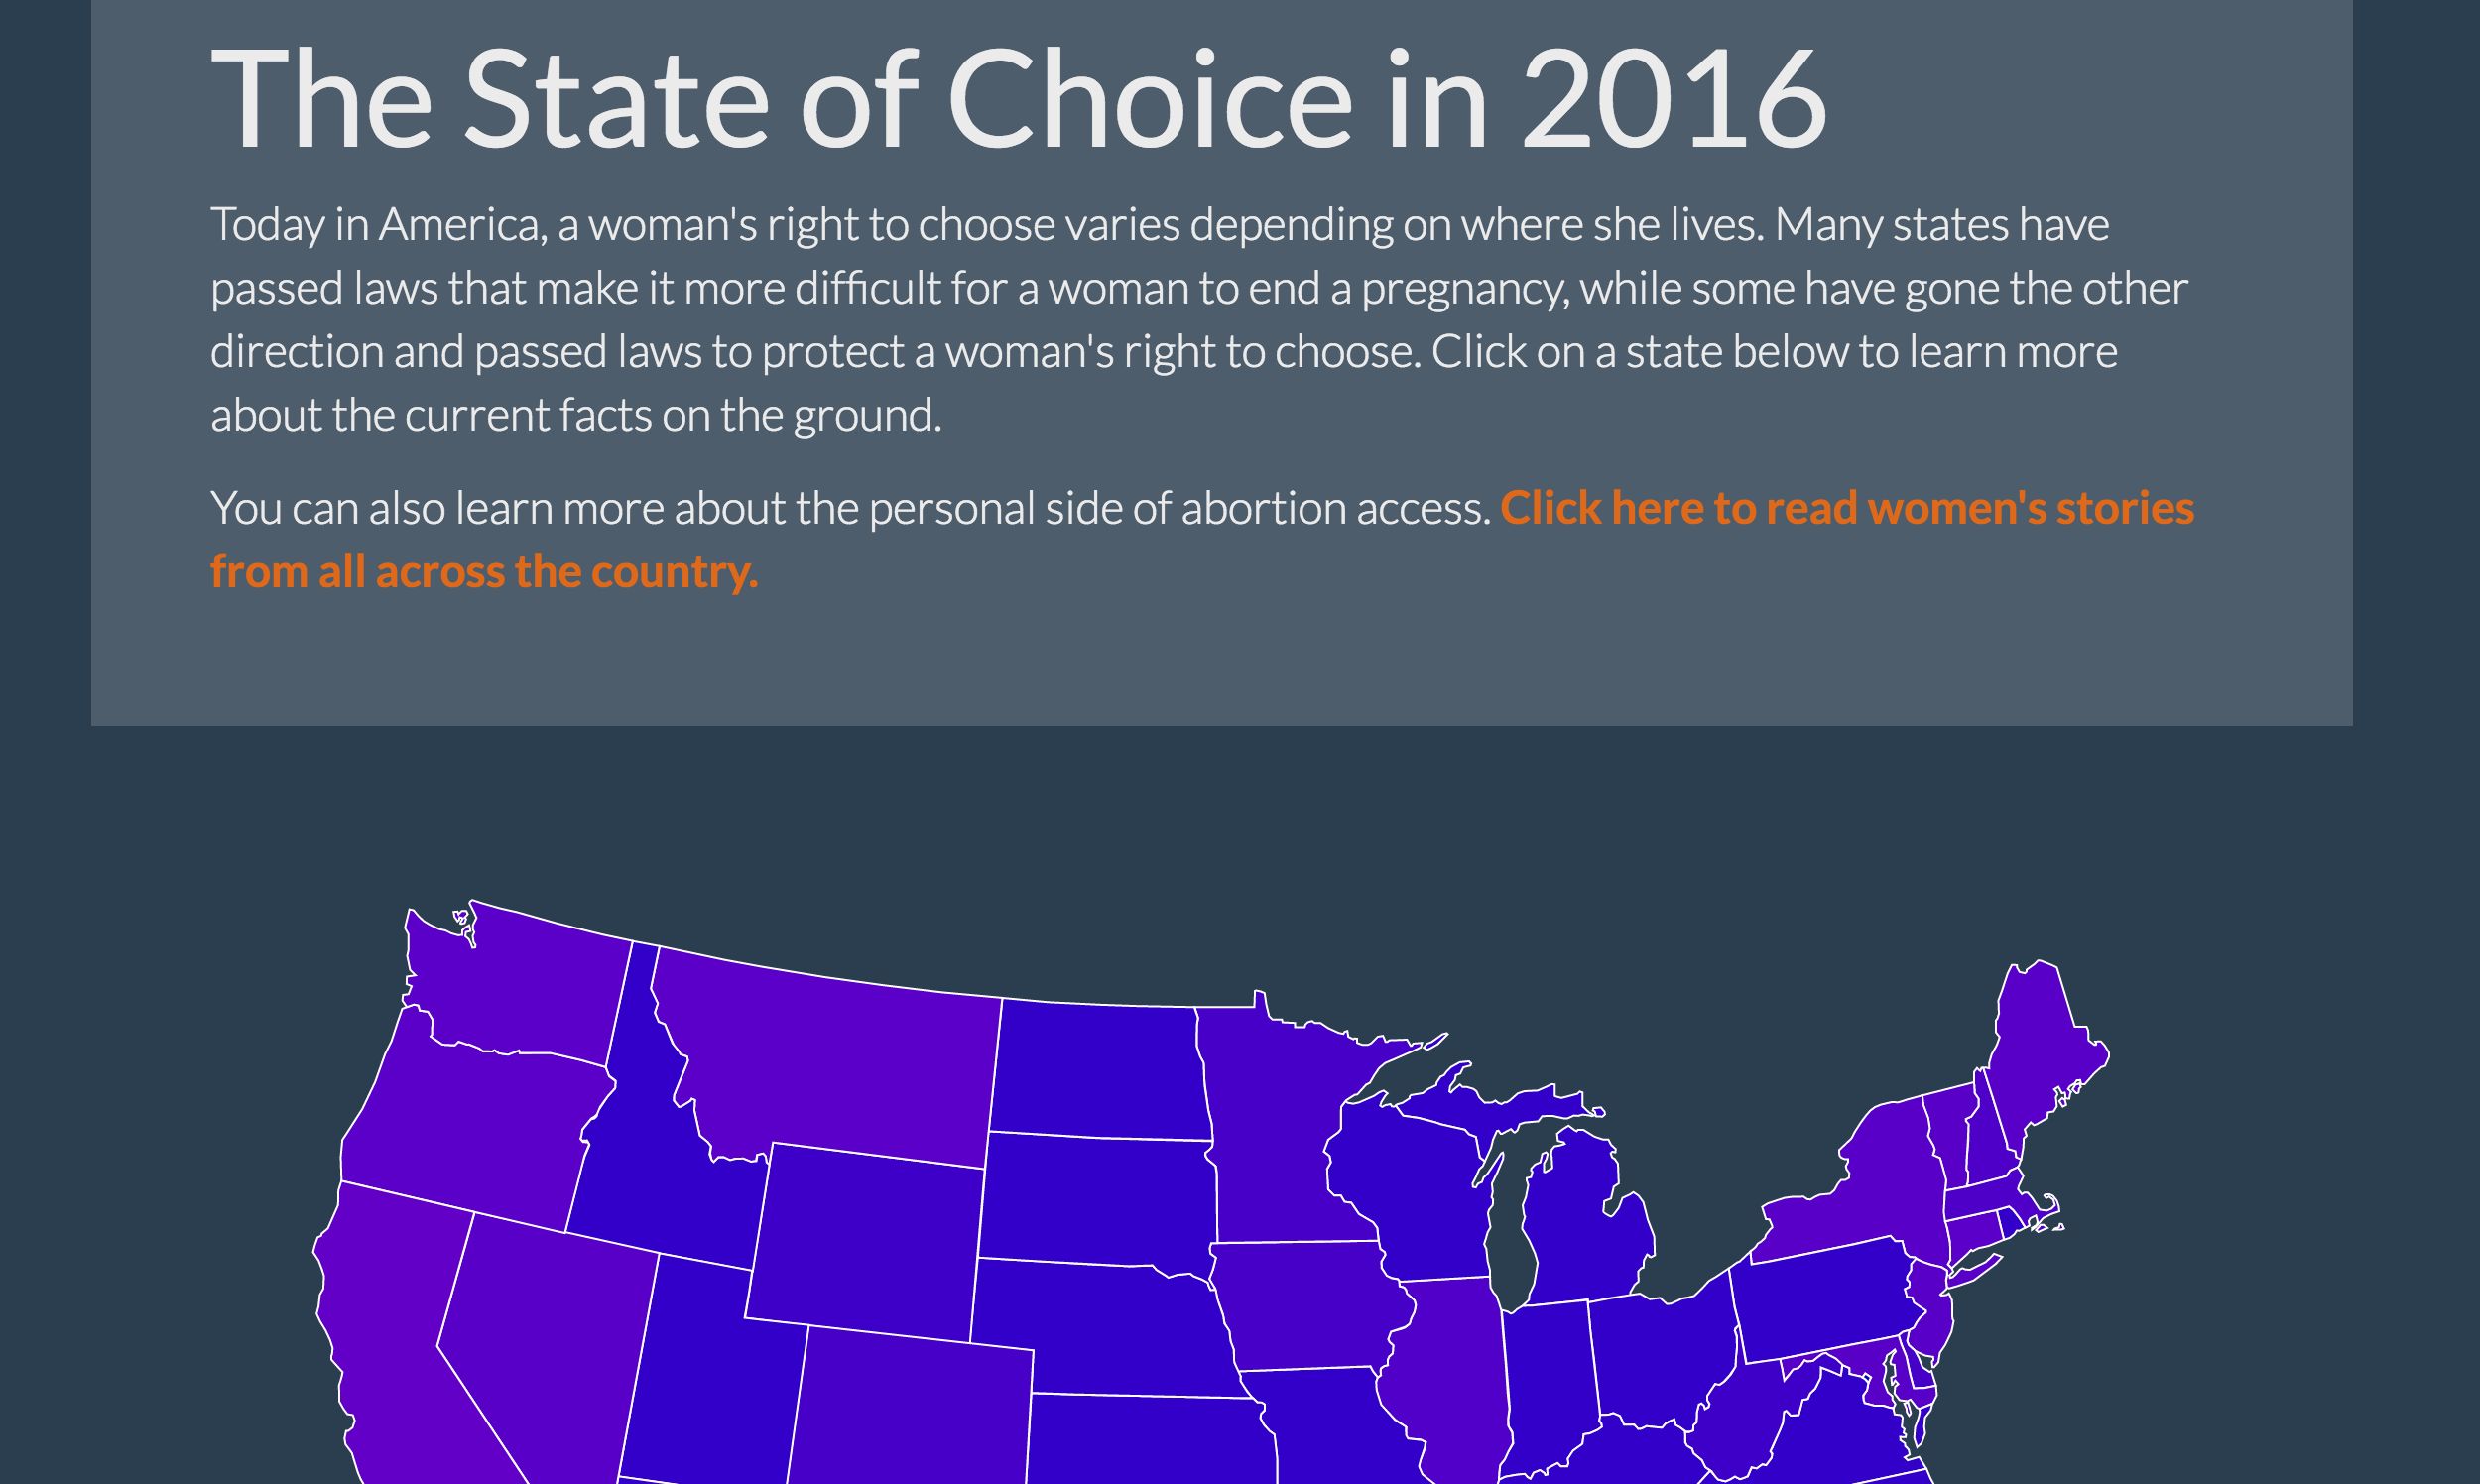 The State of Choice in 2016
Today in America, a woman's right to choose varies depending on where she lives. Many states have
passed laws that make it more difficult for a woman to end a pregnancy, while some have gone the other
direction and passed laws to protect a woman's right to choose. Click on a state below to learn more
about the current facts on the ground.
You can also learn more about the personal side of abortion access. Click here to read women's stories
from all across the country.